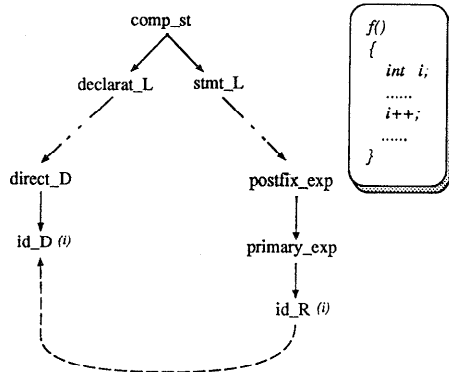 comp_st
declarat_L stmt_L
direct_D postfix_exp
id_D (i) primary_exp
id_R (i)
f()
{
int i;
......
i++;
......
}